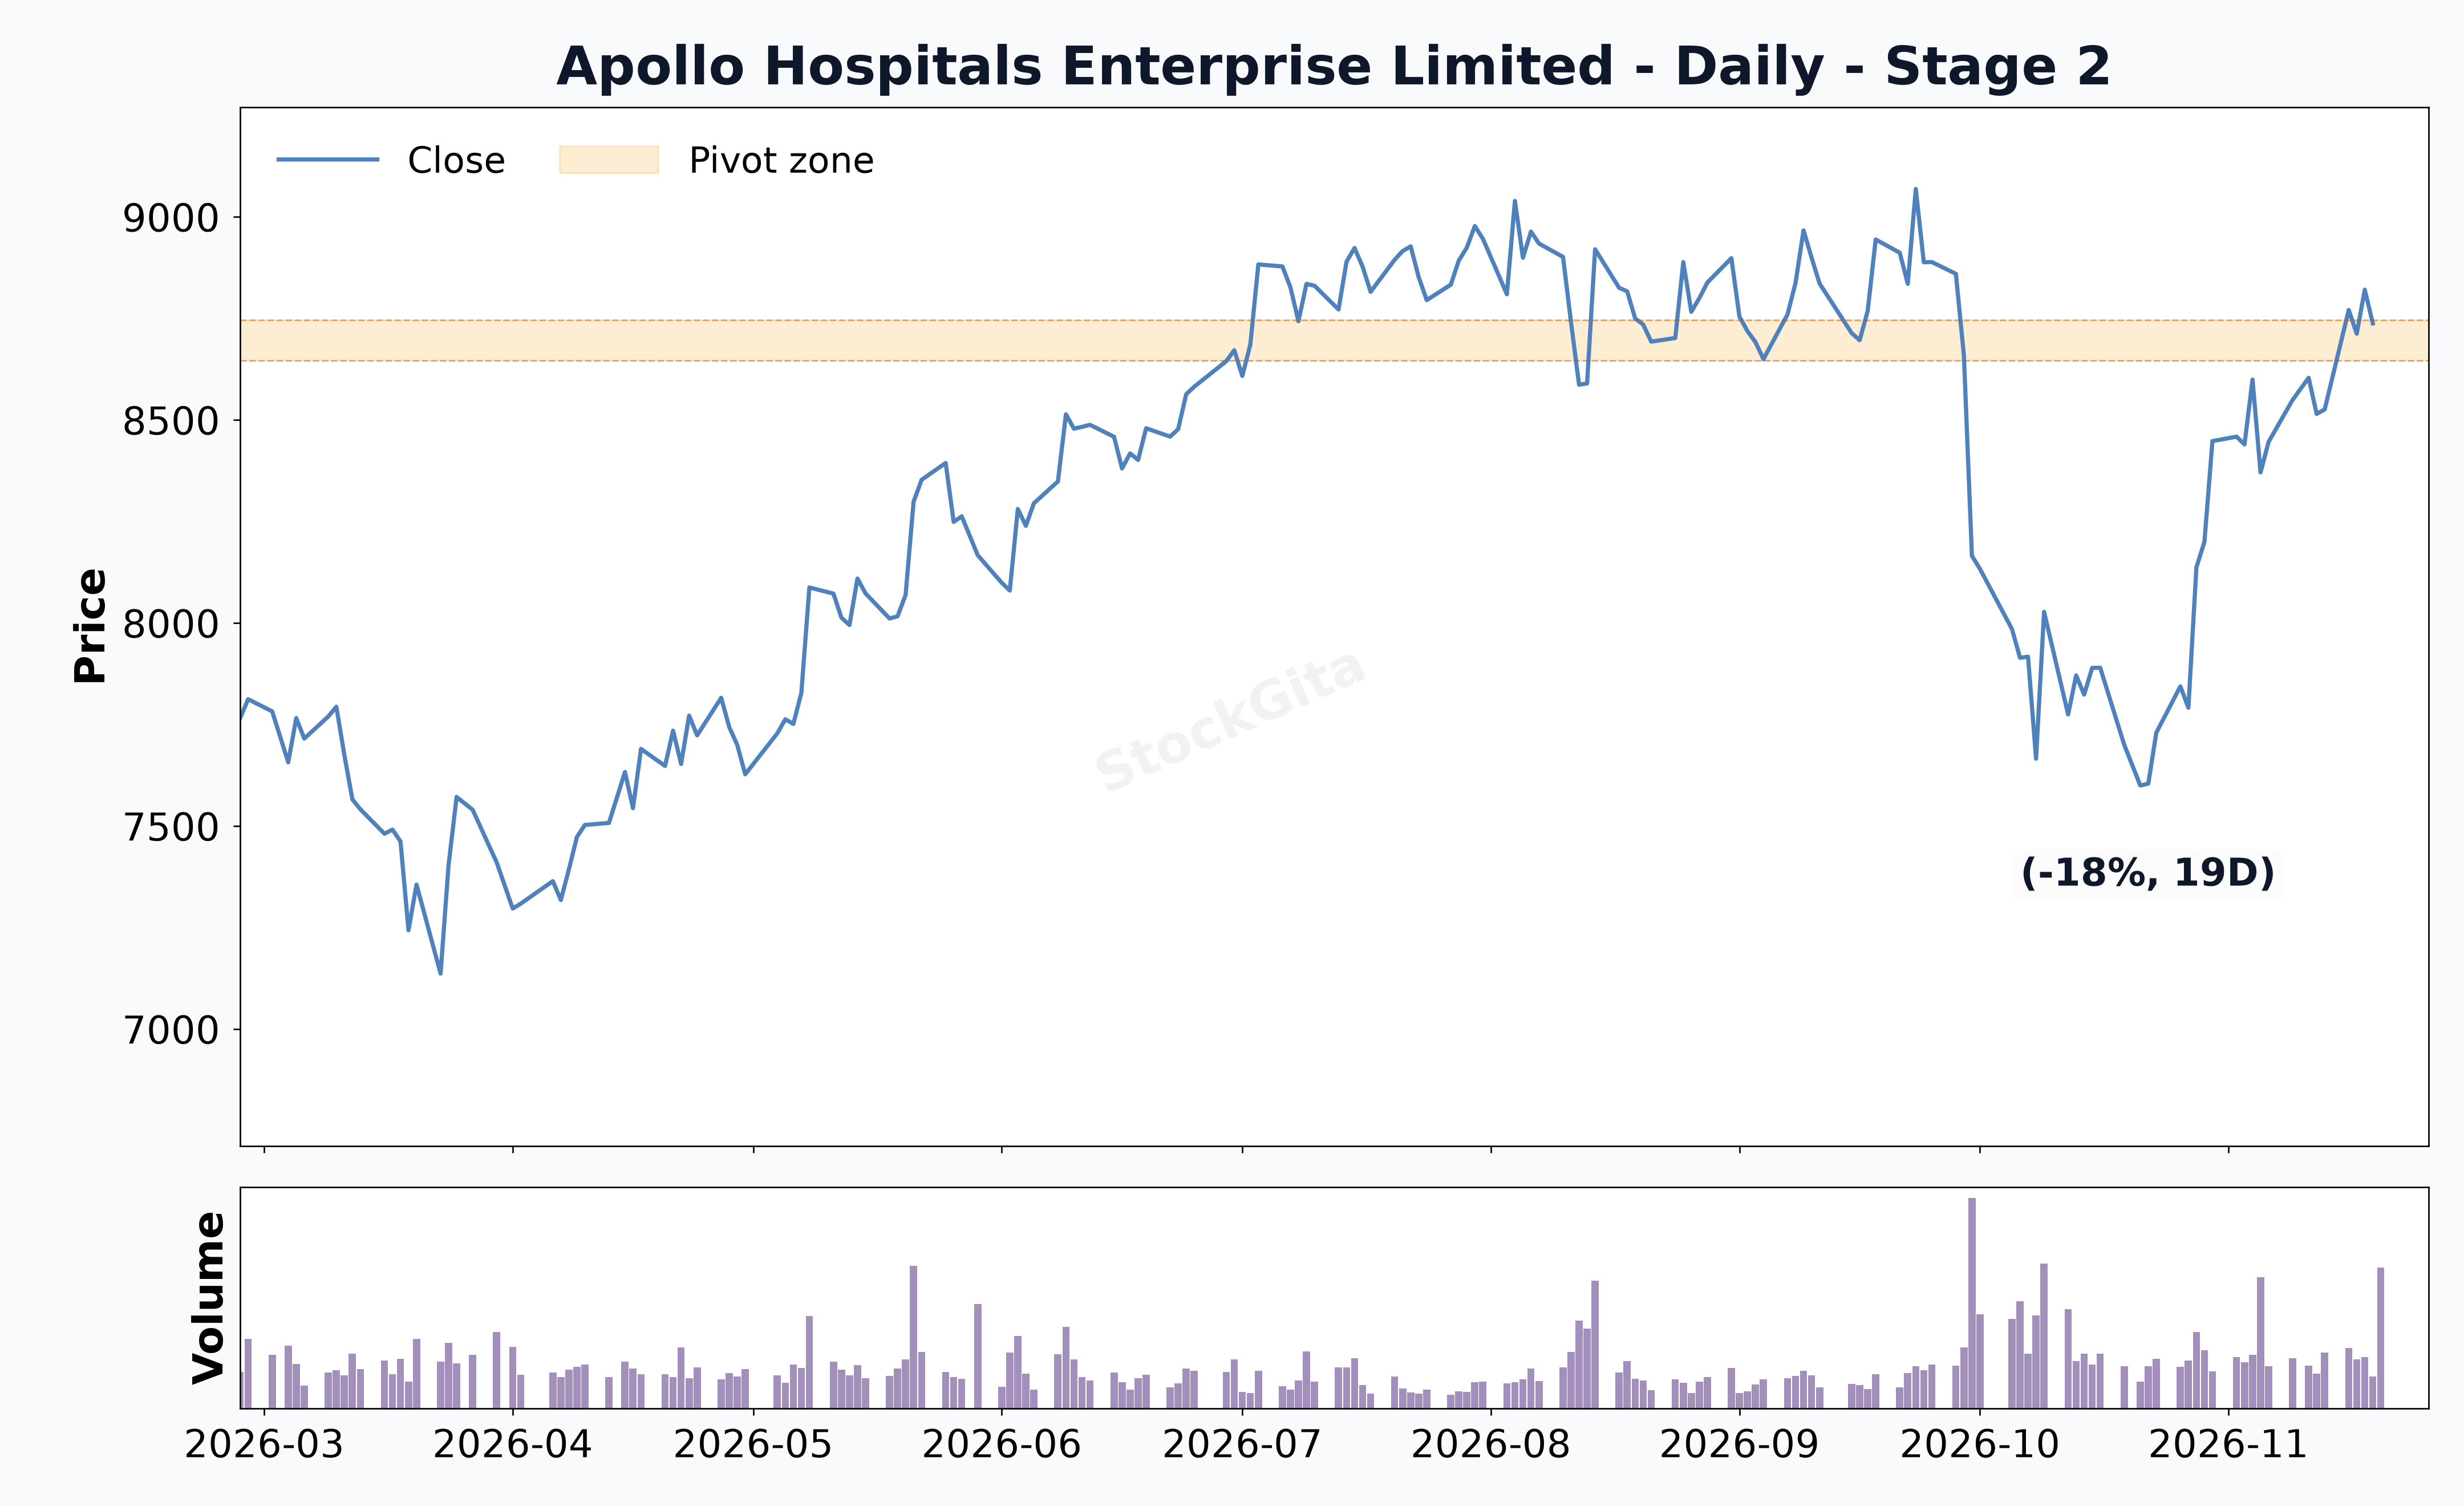 Apollo Hospitals Enterprise Limited - Daily - Stage 2
Close
Pivot zone
9000
8500
8000
7500
7000
Price
StockGita
(-18%, 19D)
Volume
2026-03
2026-04
2026-05
2026-06
2026-07
2026-08
2026-09
2026-10
2026-11